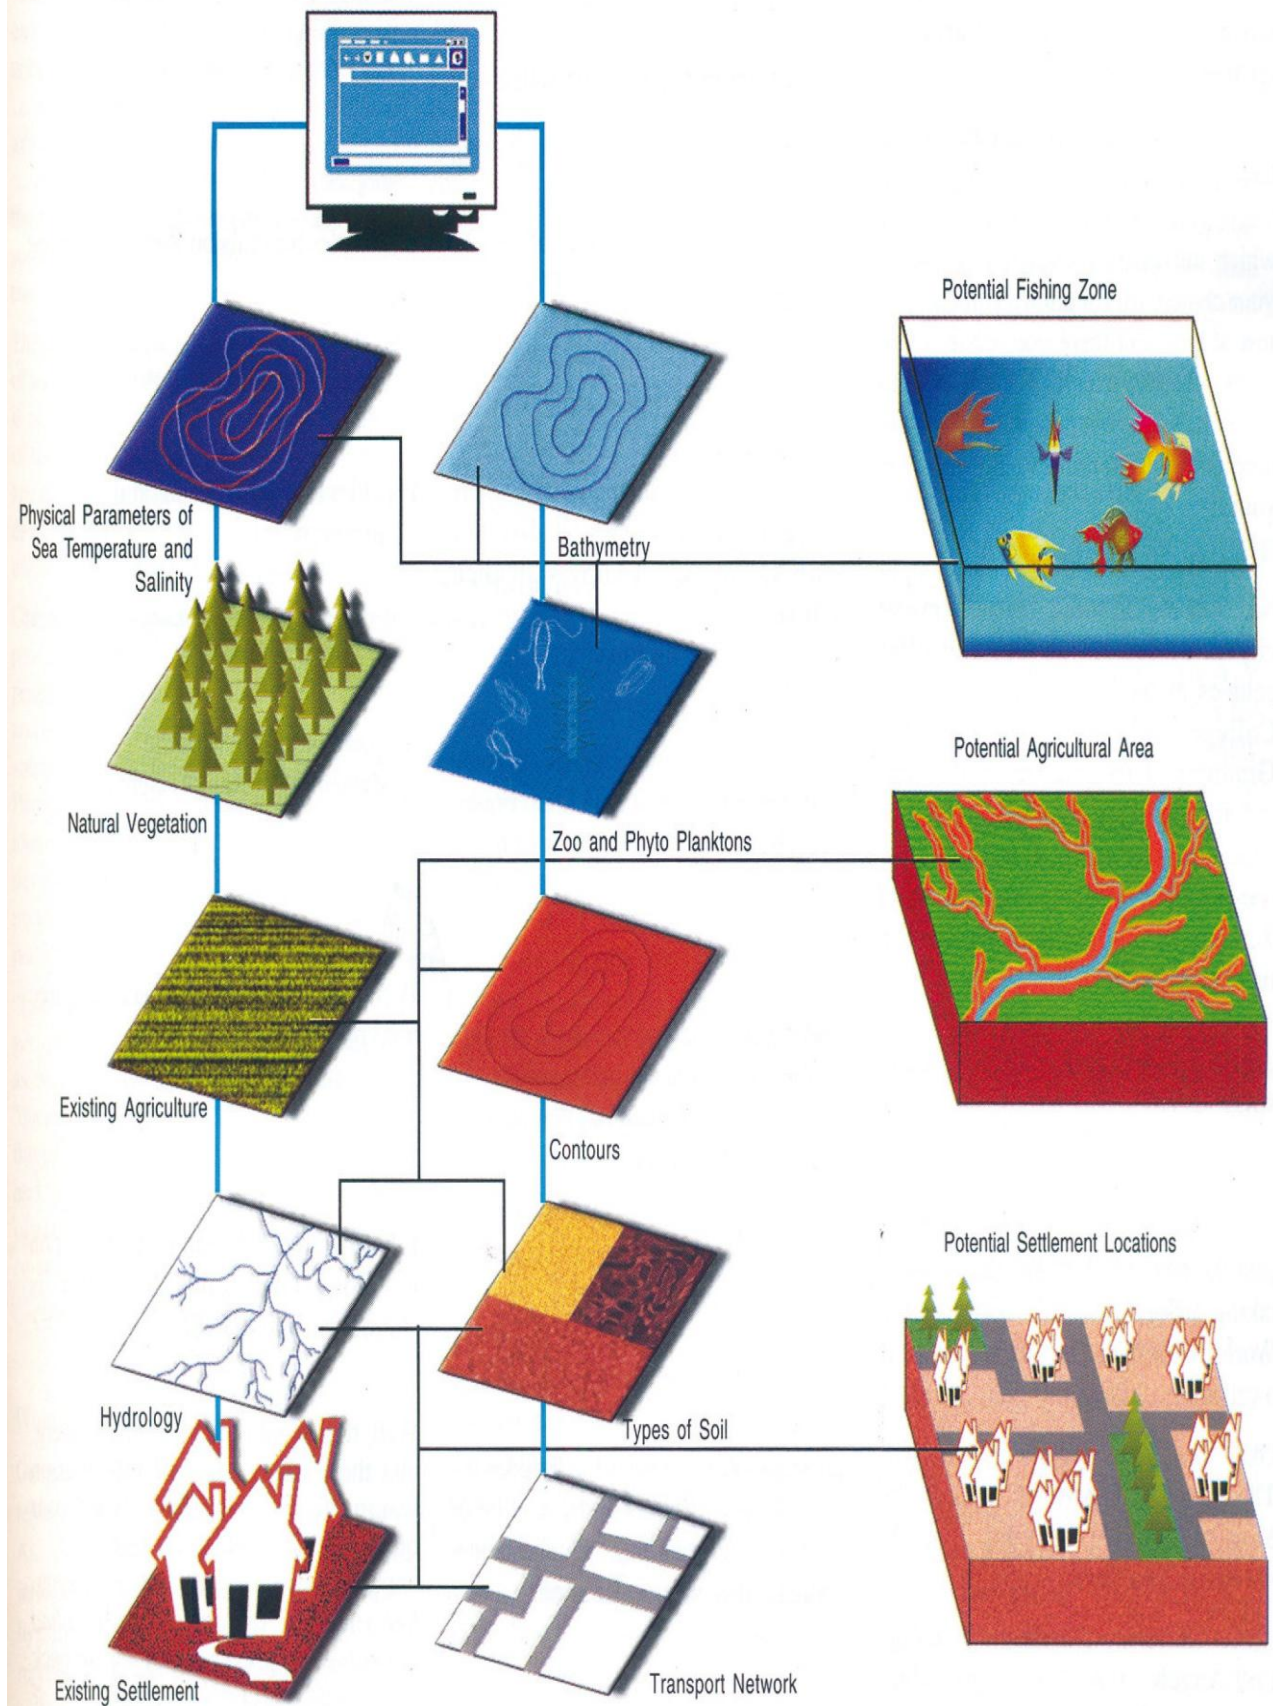 Potential Fishing Zone
Physical Parameters of
Sea Temperature and
Salinity
Bathymetry
Natural Vegetation
Zoo and Phyto Planktons
Potential Agricultural Area
Existing Agriculture
Contours
Hydrology
Types of Soil
Potential Settlement Locations
Existing Settlement
Transport Network